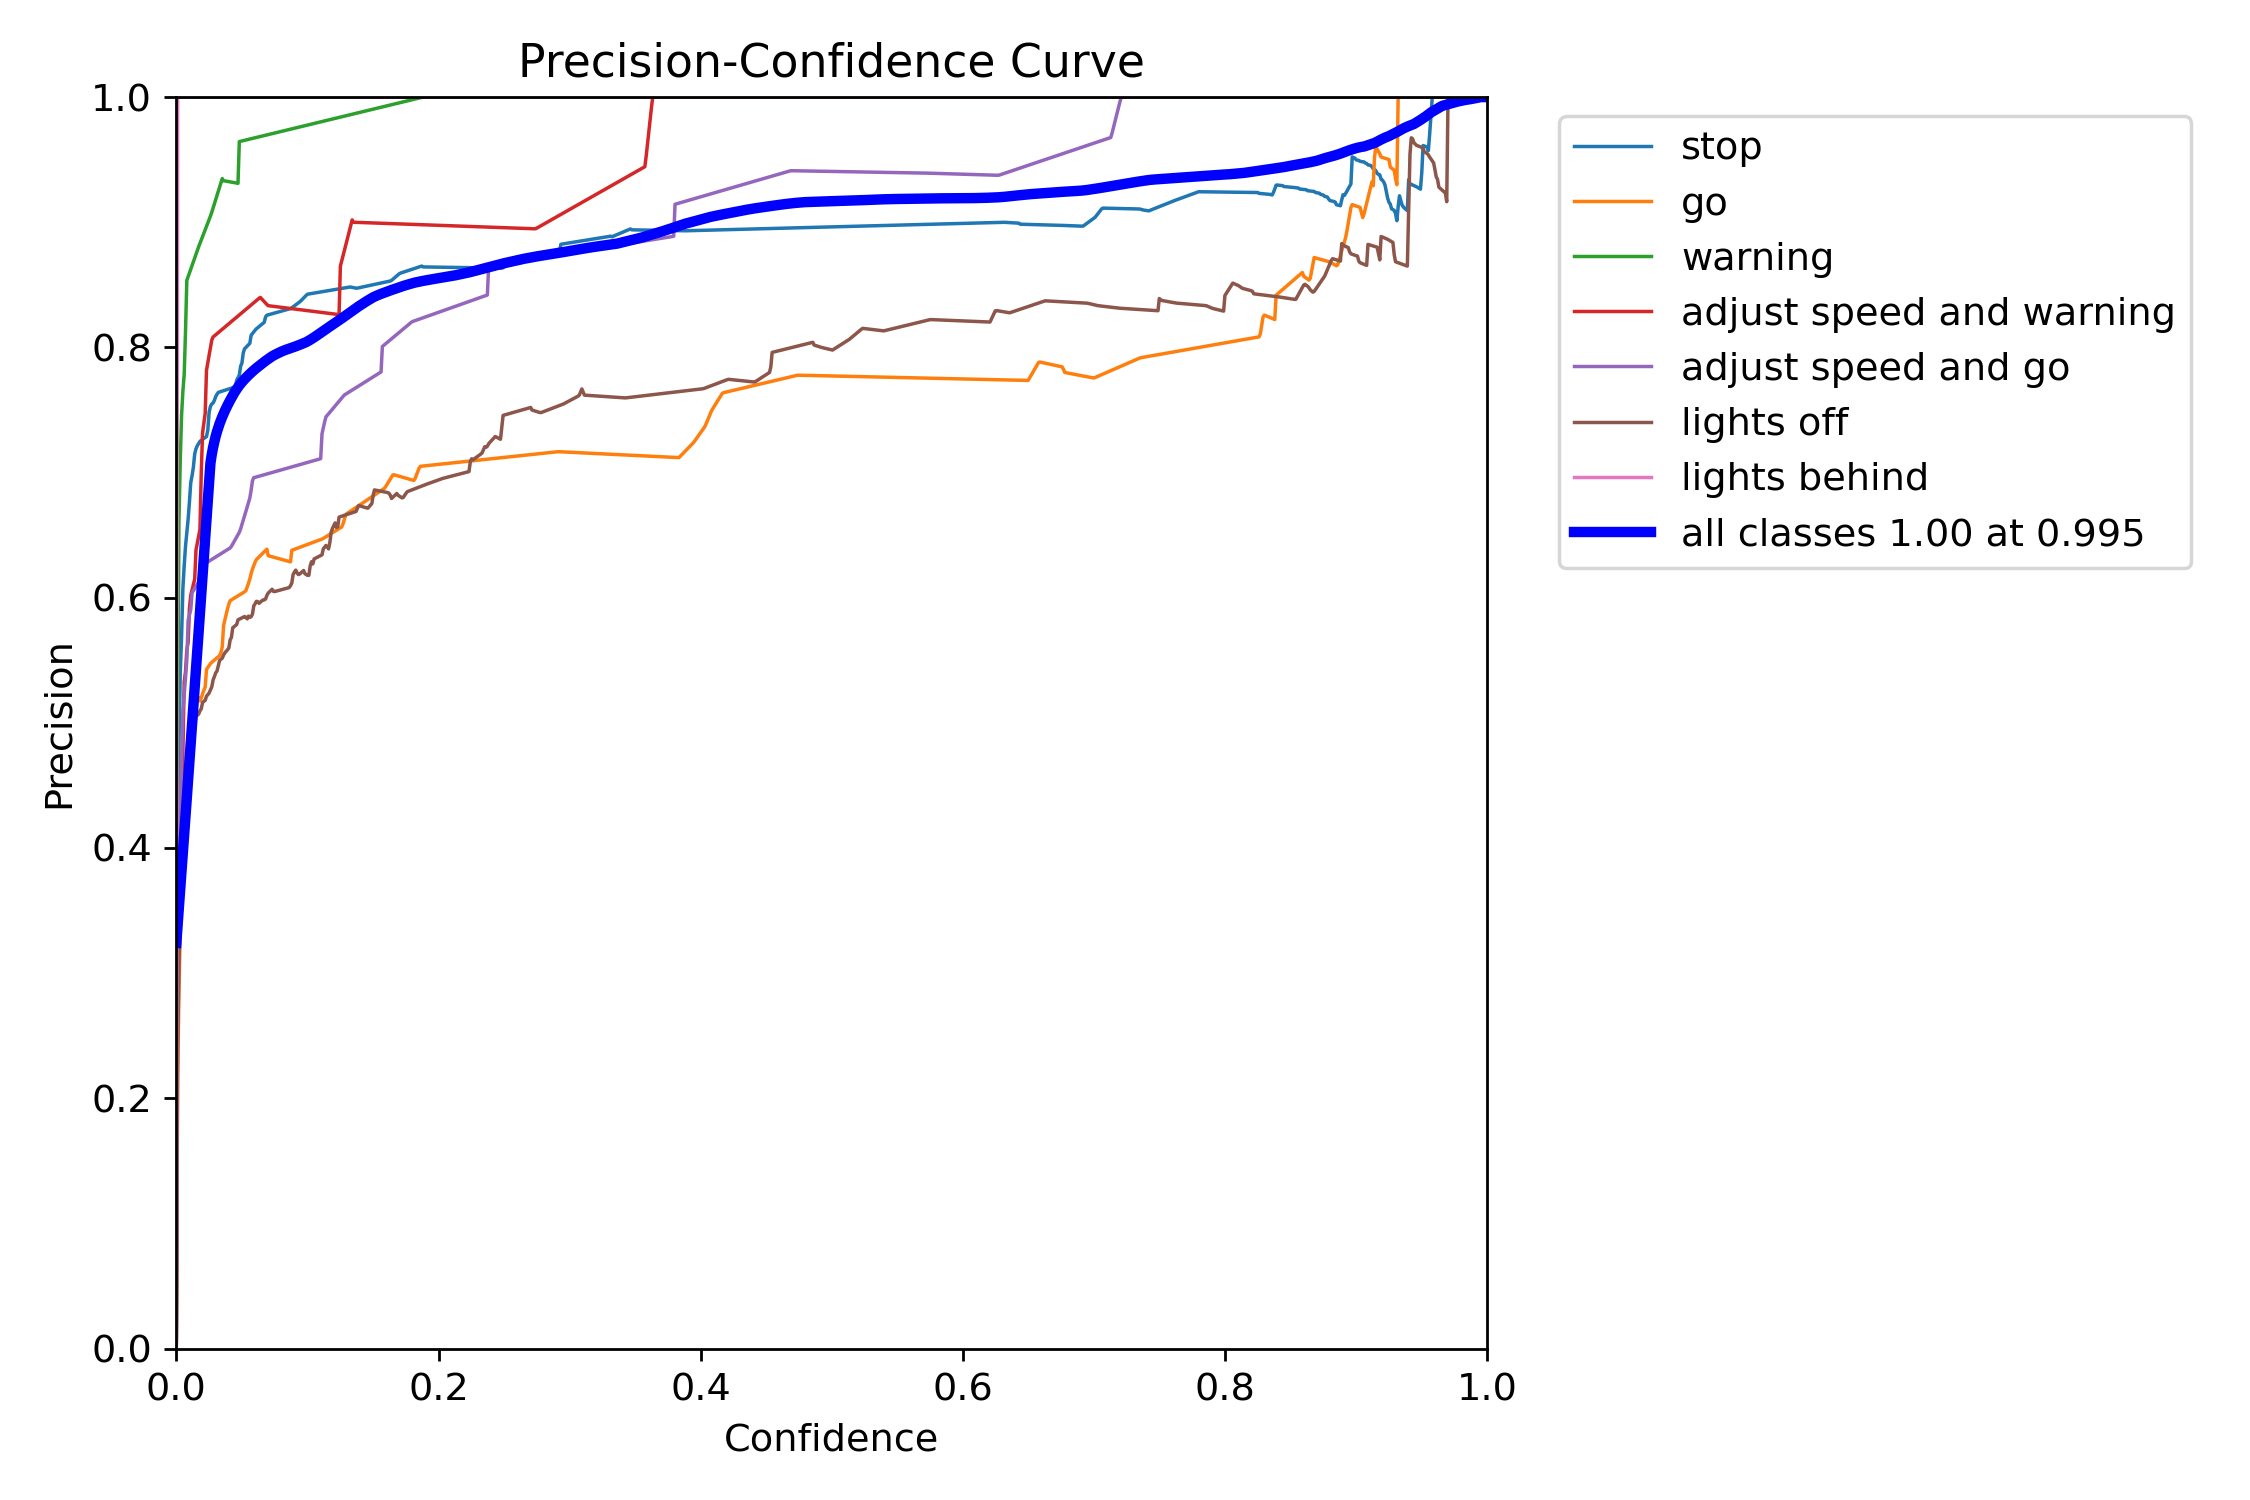 Precision-Confidence Curve
1.0
0.8
0.6
0.4
0.2
0.0
Precision
0.0 0.2 0.4 0.6 0.8 1.0
Confidence
stop
go
warning
adjust speed and warning
adjust speed and go
lights off
lights behind
all classes 1.00 at 0.995